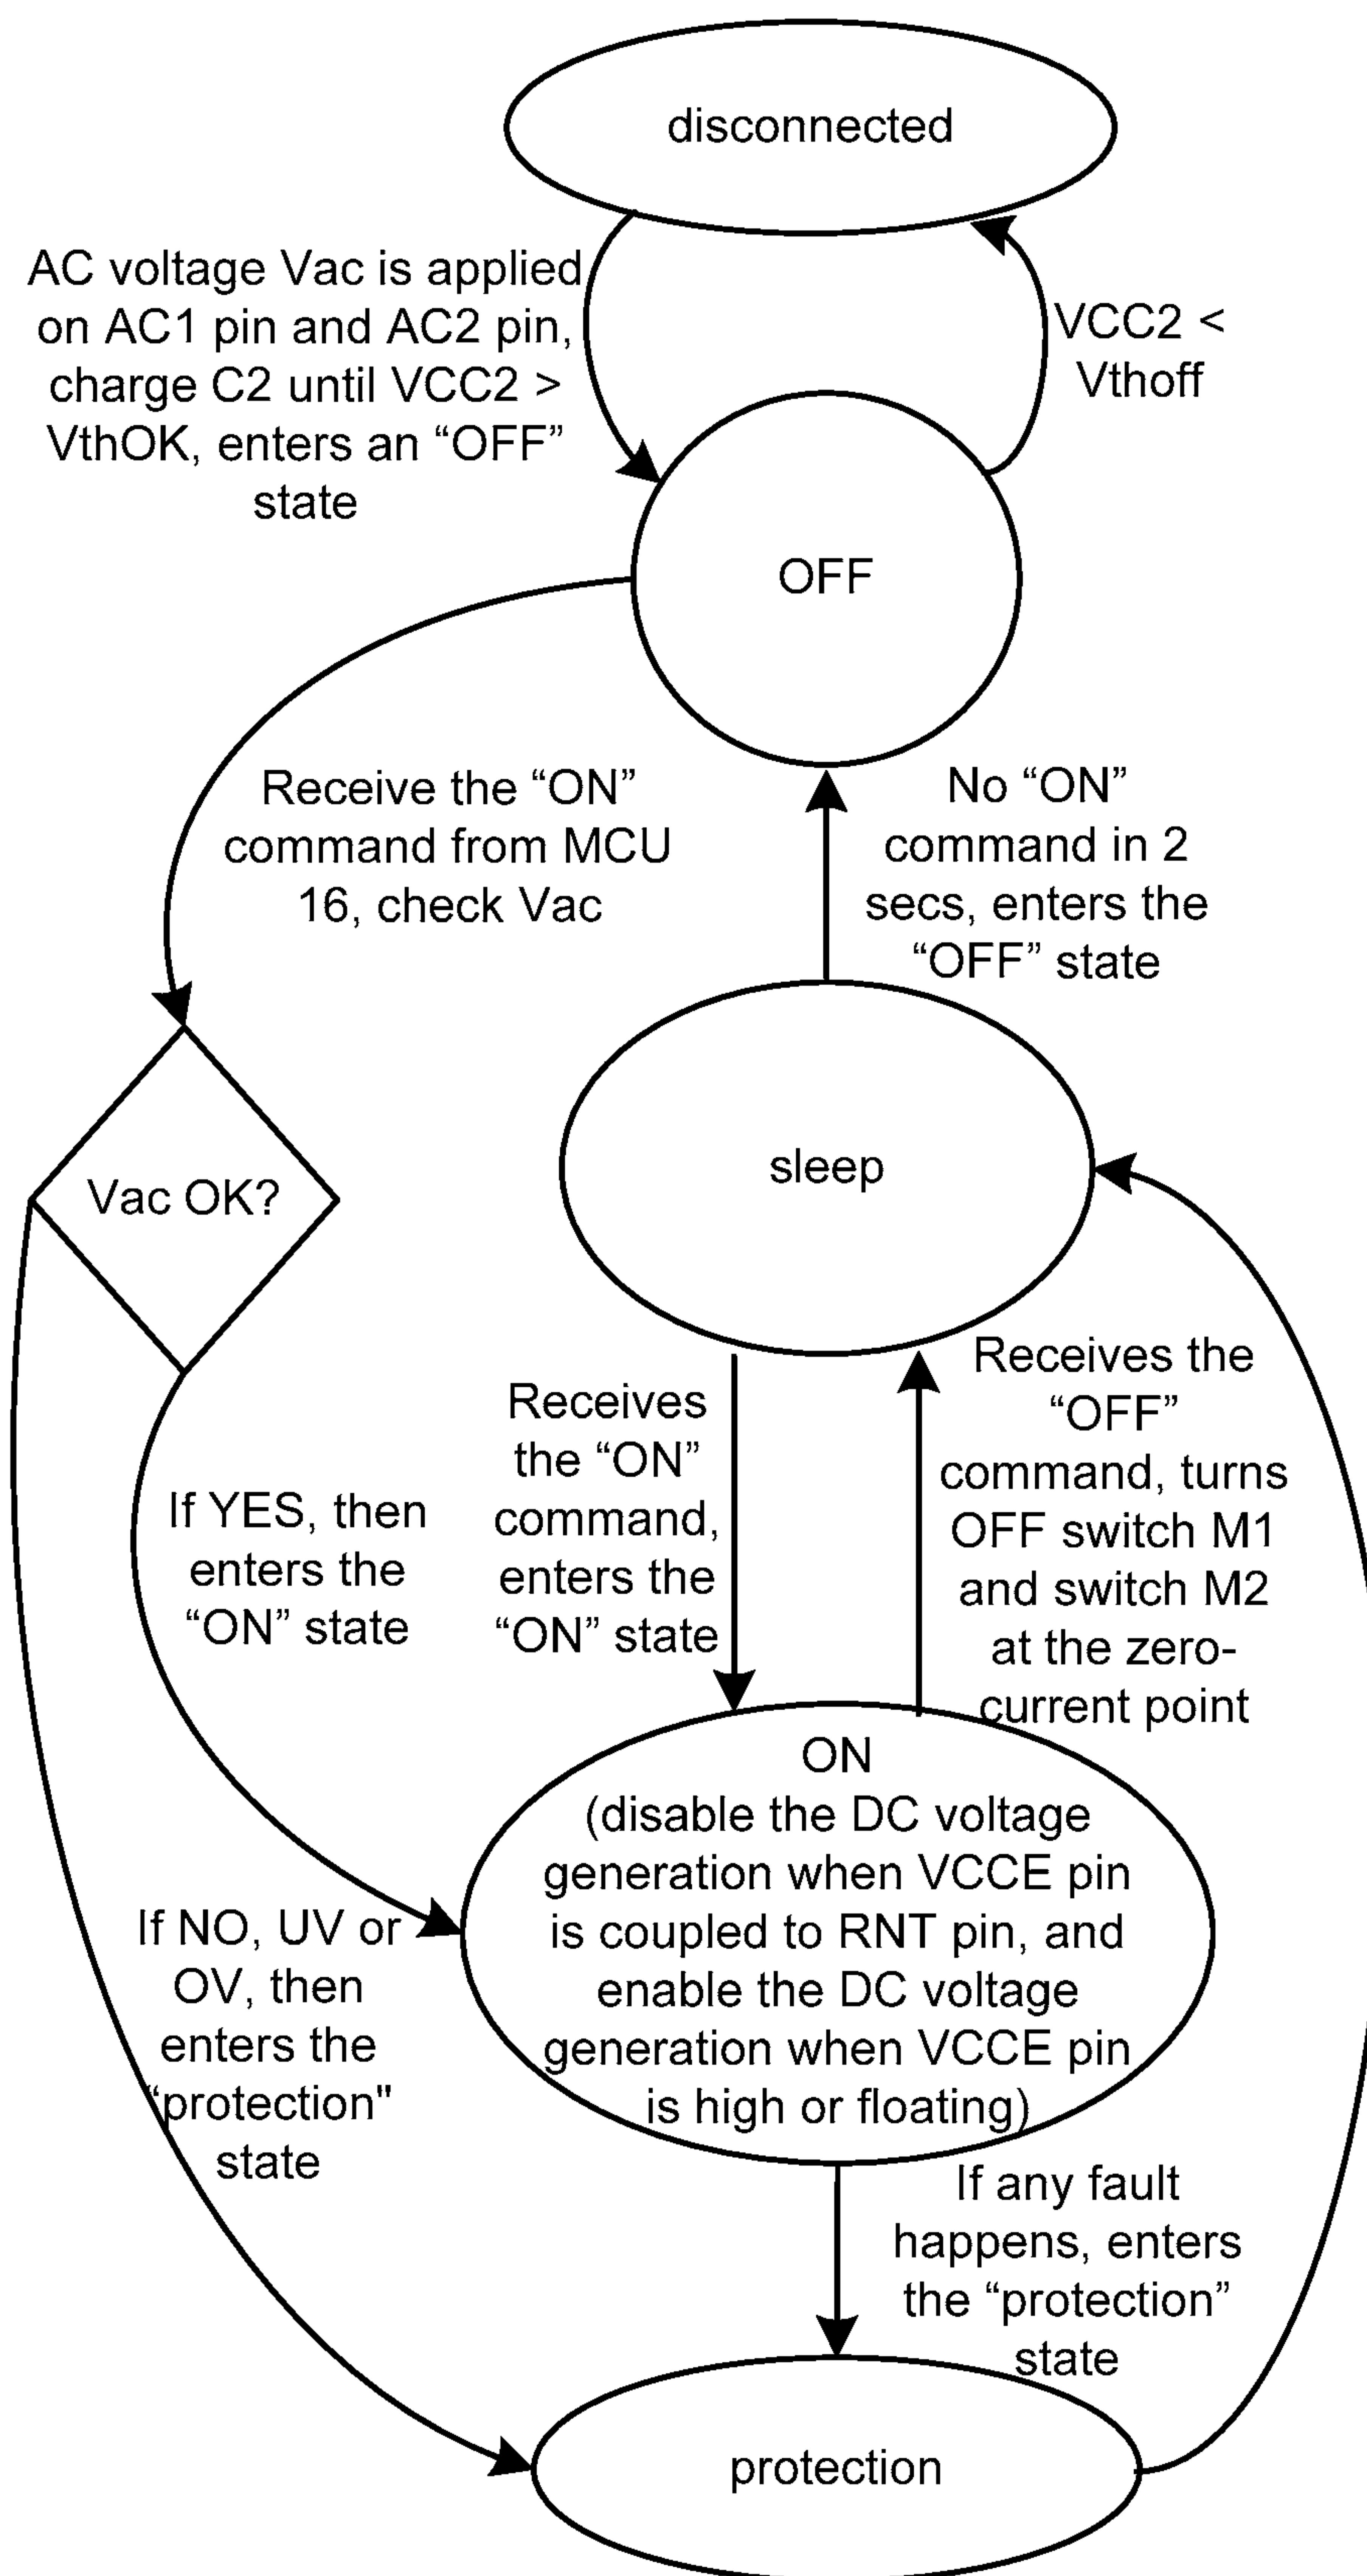 disconnected
AC voltage Vac is applied
on AC1 pin and AC2 pin,
charge C2 until VCC2 >
VthOK, enters an “OFF”
state
VCC2 <
Vthoff
OFF
Receive the “ON”
command from MCU
16, check Vac
No “ON”
command in 2
secs, enters the
“OFF” state
Vac OK?
sleep
Receives
the “ON”
command,
enters the
“ON” state
Receives the
“OFF”
command, turns
OFF switch M1
and switch M2
at the zero-
current point
If YES, then
enters the
“ON” state
ON
(disable the DC voltage
generation when VCCE pin
is coupled to RNT pin, and
enable the DC voltage
generation when VCCE pin
is high or floating)
If NO, UV or
OV, then
enters the
“protection"
state
If any fault
happens, enters
the “protection”
state
protection